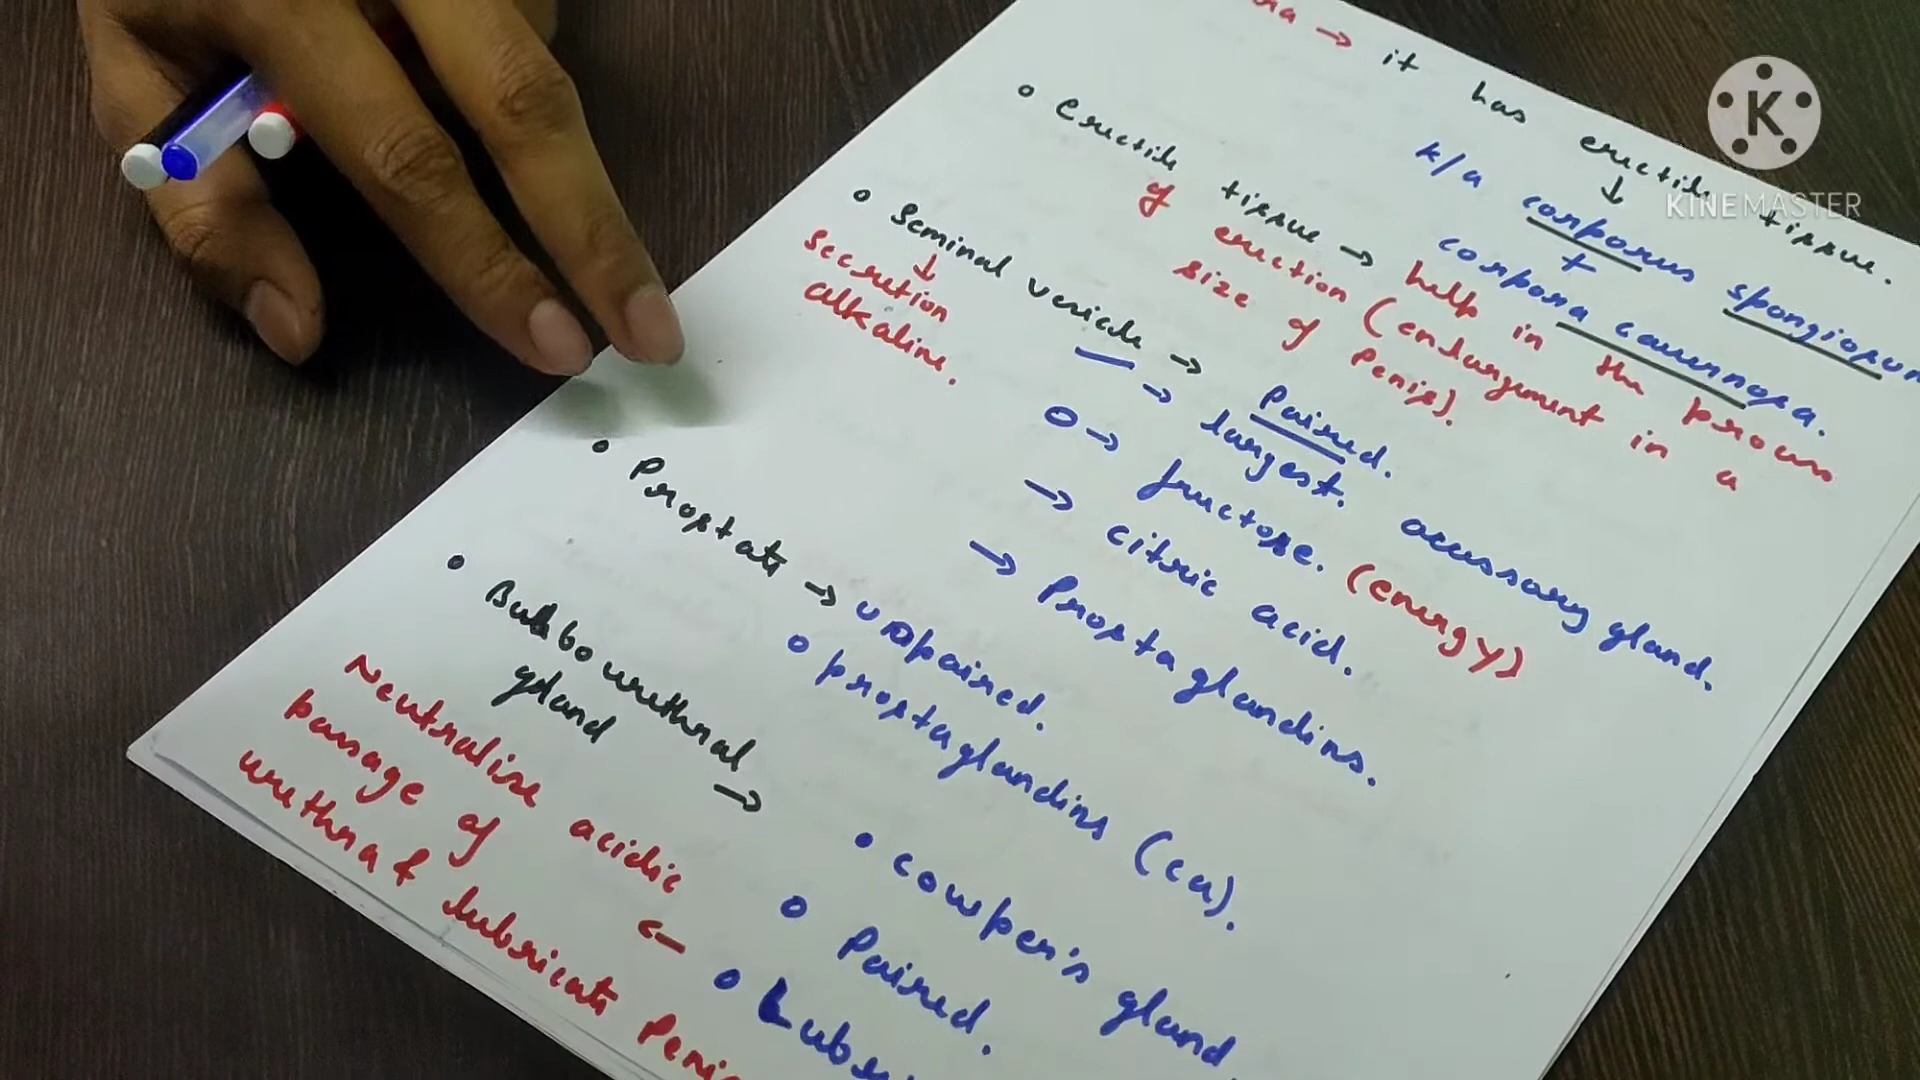 → it has erectile tissue.
↓
k/a corporus spongiosum
+
corpora cavernosa.
• Erectile tissue → help in the process
of erection (enlargement in a
size of Penis).
• Seminal vesicle → Paired.
↓
secretion
alkaline.
→ largest accessory gland.
o → fructose. (energy)
→ citric acid.
→ Prostaglandins.
• Prostate → unpaired.
o prostaglandins (ca).
• Bulbourethral gland →
• cowper's gland
o Paired.
o Lubri
←
Neutralise acidic
passage of
urethra & lubricate Penis
K
KINEMASTER